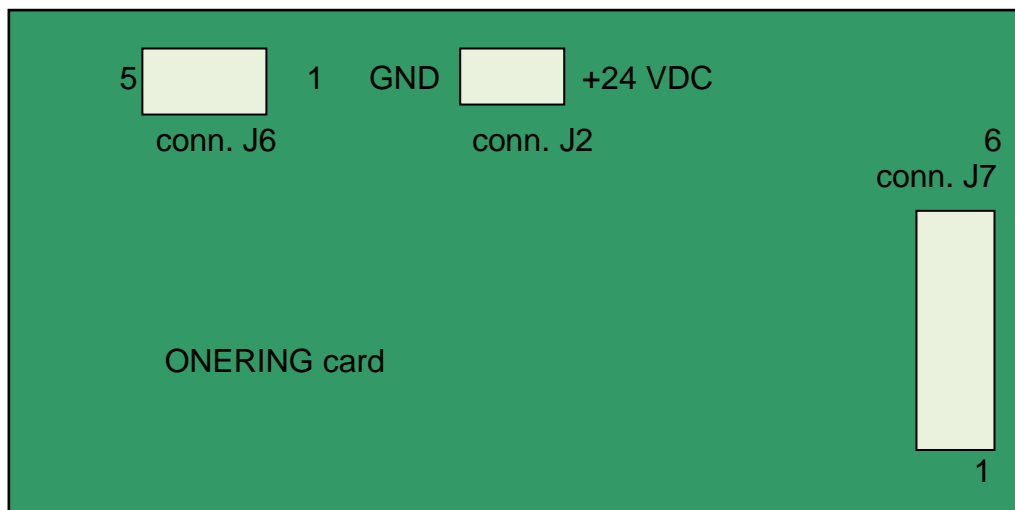 5 1 GND +24 VDC
conn. J6 conn. J2
6
conn. J7
ONERING card
1